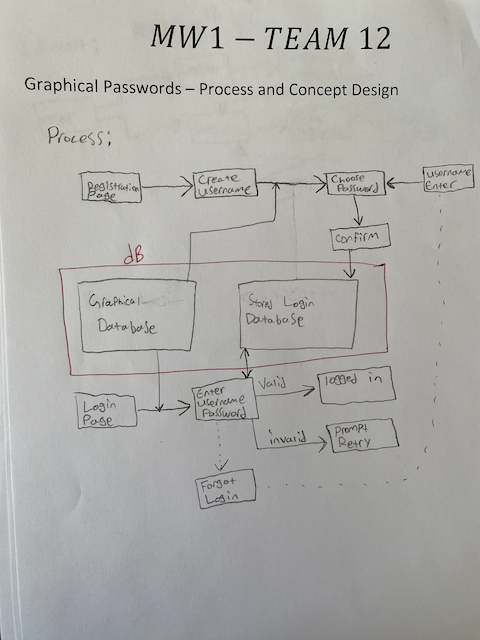 MW1 – TEAM 12
Graphical Passwords – Process and Concept Design
Process;
Registration
Page
Create
Username
Choose
Password
Username
Enter
Confirm
dB
Graphical
Database
Stored Login
Database
Login
Page
Enter
Username
Password
Valid
logged in
invalid
Prompt
Retry
Forgot
Login